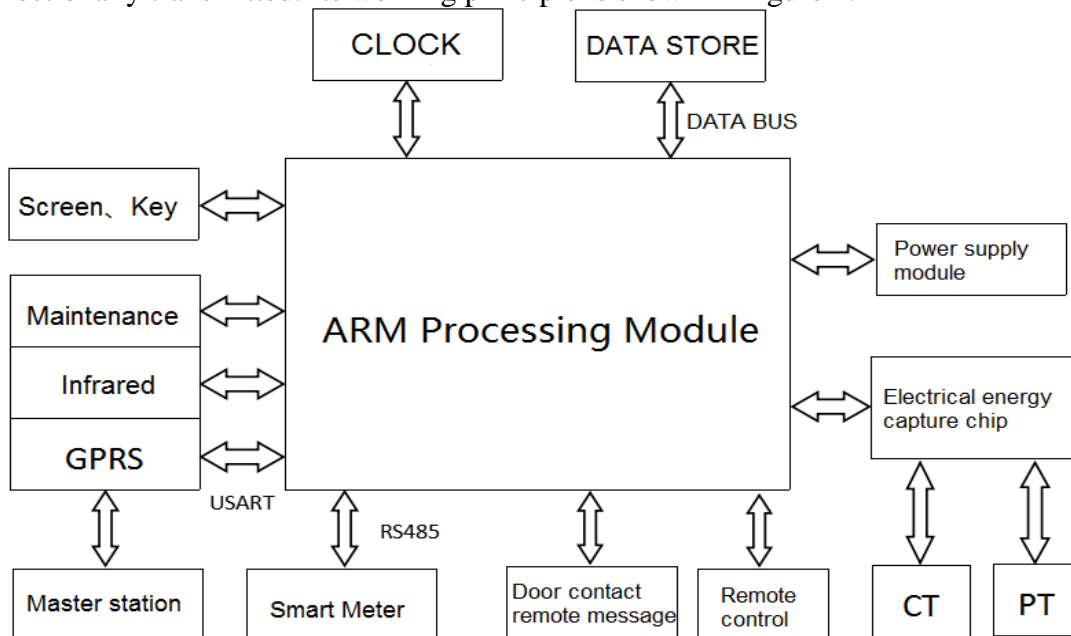 CLOCK
DATA STORE
DATA BUS
Screen、Key
Power supply
module
Maintenance
ARM Processing Module
Infrared
Electrical energy
capture chip
GPRS
USART
RS485
Master station
Smart Meter
Door contact
remote message
Remote
control
CT
PT